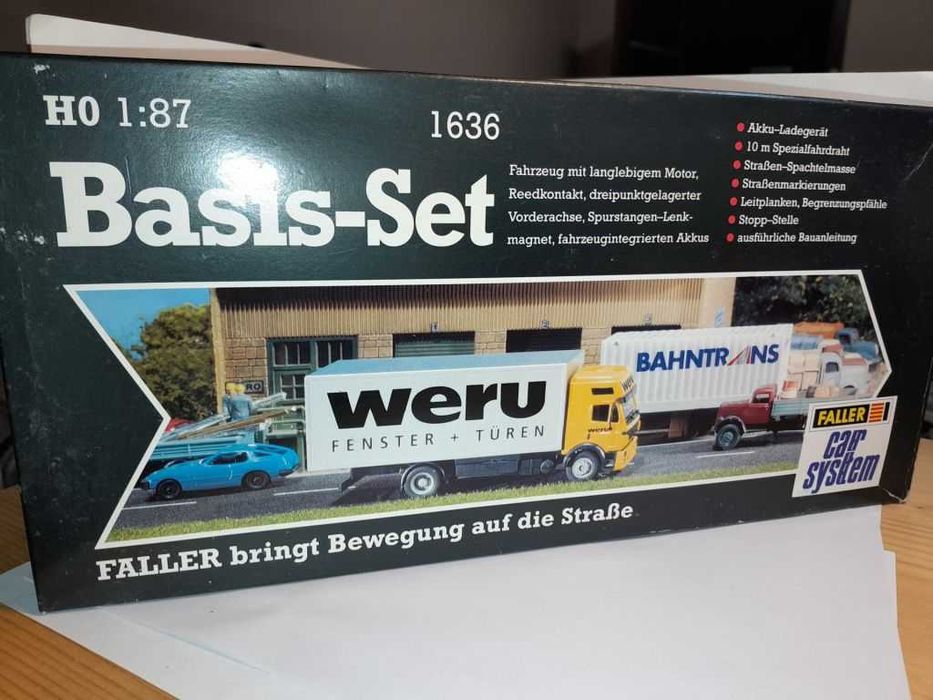 H0 1:87
1636
Basis-Set
Fahrzeug mit langlebigem Motor,
Reedkontakt, dreipunktgelagerter
Vorderachse, Spurstangen-Lenk-
magnet, fahrzeugintegrierten Akkus
Akku-Ladegerät
10 m Spezialfahrdraht
Straßen-Spachtelmasse
Straßenmarkierungen
Leitplanken, Begrenzungspfähle
Stopp-Stelle
ausführliche Bauanleitung
weru
FENSTER + TÜREN
weru
BAHNTRANS
FALLER
car
system
FALLER bringt Bewegung auf die Straße